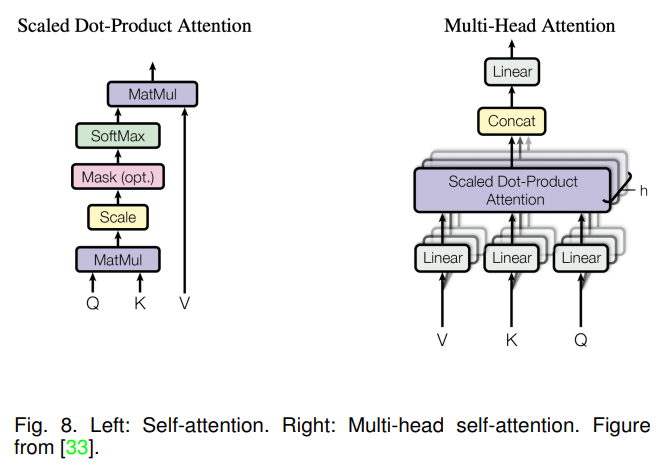 Scaled Dot-Product Attention
MatMul
SoftMax
Mask (opt.)
Scale
MatMul
Q K V
Multi-Head Attention
Linear
Concat
Scaled Dot-Product
Attention
h
Linear Linear Linear
V K Q
Fig. 8. Left: Self-attention. Right: Multi-head self-attention. Figure
from [33].